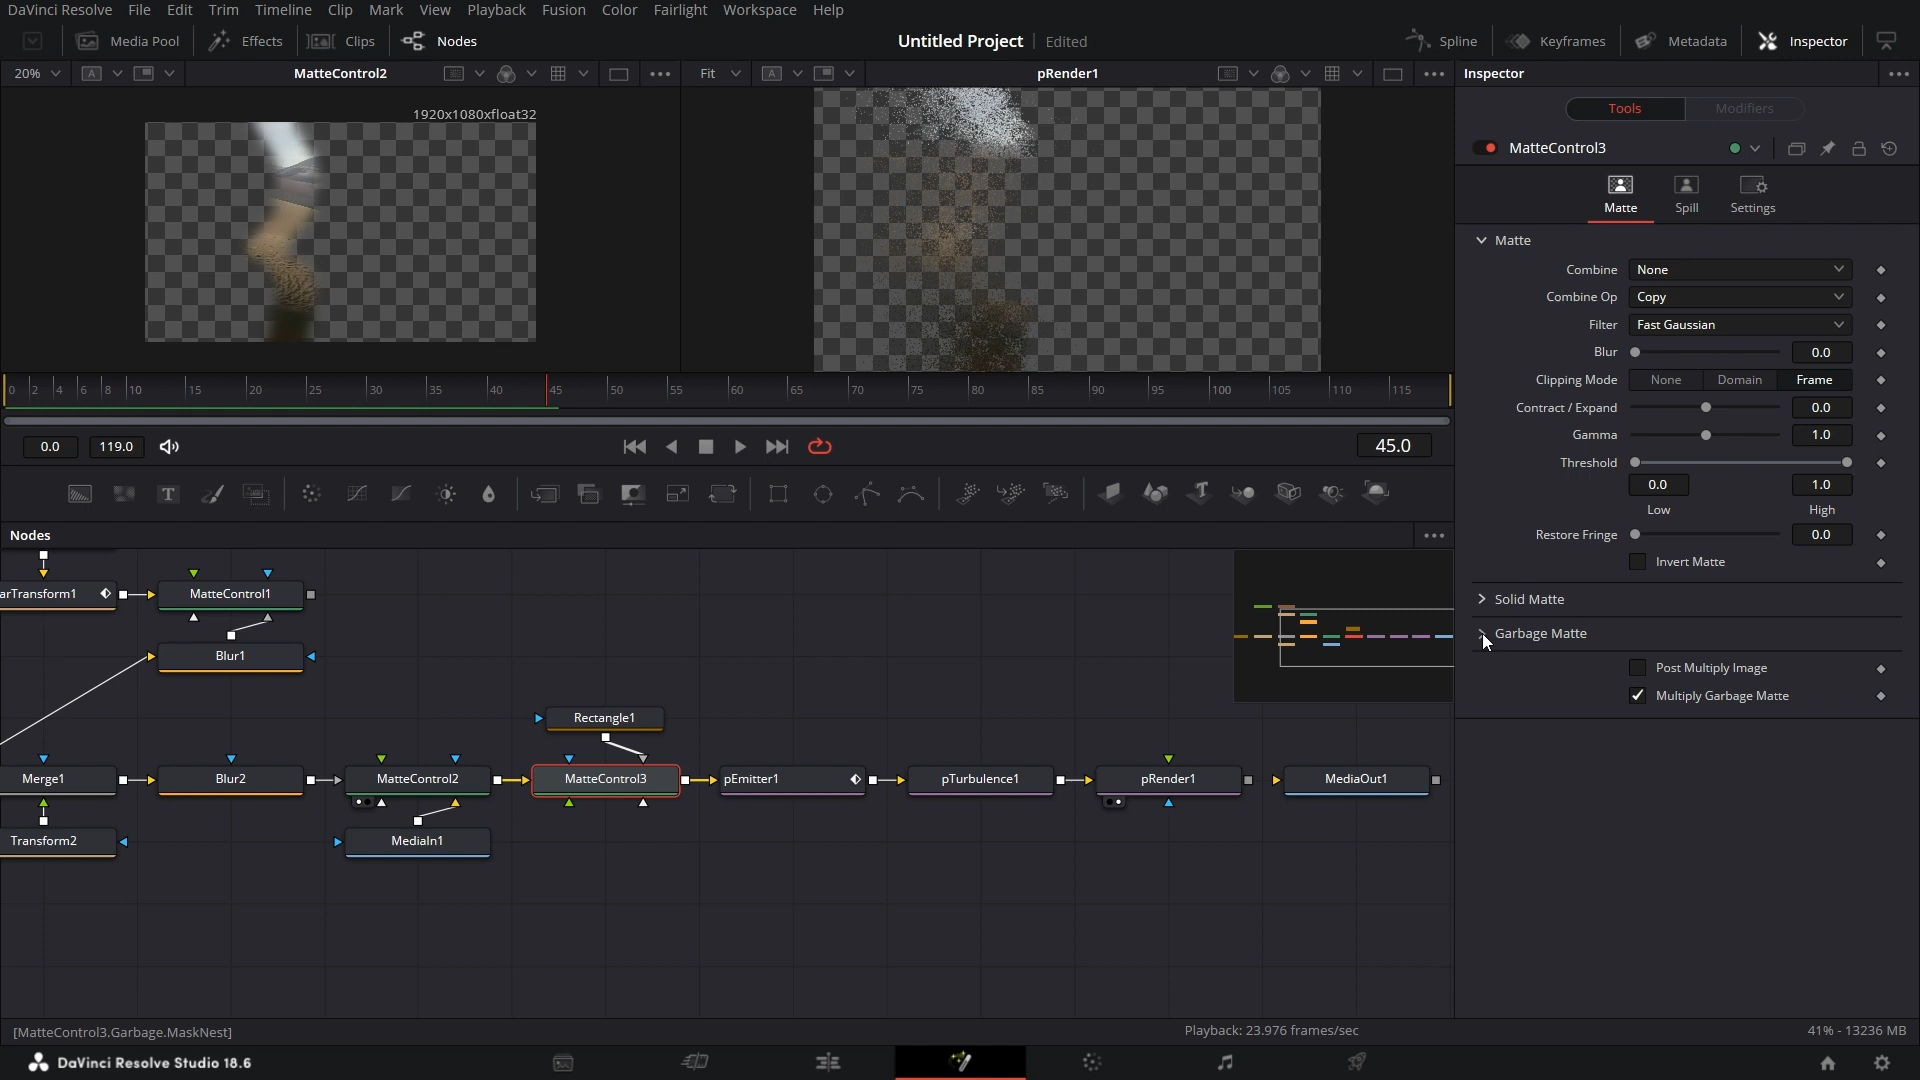 DaVinci Resolve File Edit Trim Timeline Clip Mark View Playback Fusion Color Fairlight Workspace Help
Media Pool Effects Clips Nodes Untitled Project Edited Spline Keyframes Metadata Inspector
20% A MatteControl2 Fit A pRender1 Inspector
1920x1080xfloat32
Tools Modifiers
MatteControl3
Matte Spill Settings
Matte
Combine None
Combine Op Copy
Filter Fast Gaussian
Blur 0.0
Clipping Mode None Domain Frame
Contract / Expand 0.0
Gamma 1.0
Threshold
0.0 1.0
Low High
Restore Fringe 0.0
Invert Matte
Solid Matte
Garbage Matte
Post Multiply Image
Multiply Garbage Matte
0 2 4 6 8 10 15 20 25 30 35 40 45 50 55 60 65 70 75 80 85 90 95 100 105 110 115
0.0 119.0 45.0
T
Nodes
arTransform1 MatteControl1
Blur1
Rectangle1
Merge1 Blur2 MatteControl2 MatteControl3 pEmitter1 pTurbulence1 pRender1 MediaOut1
Transform2 MediaIn1
[MatteControl3.Garbage.MaskNest] Playback: 23.976 frames/sec 41% - 13236 MB
DaVinci Resolve Studio 18.6